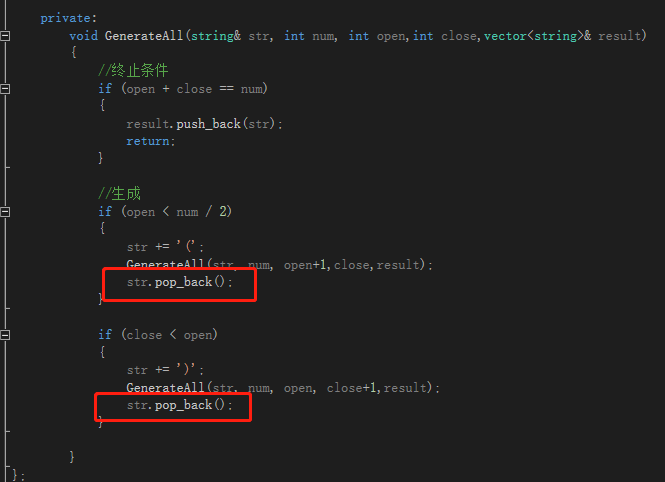 private:
void GenerateAll(string& str, int num, int open,int close,vector<string>& result)
{
//终止条件
if (open + close == num)
{
result.push_back(str);
return;
}
//生成
if (open < num / 2)
{
str += '(';
GenerateAll(str, num, open+1,close,result);
str.pop_back();
}
if (close < open)
{
str += ')';
GenerateAll(str, num, open, close+1,result);
str.pop_back();
}
}
};